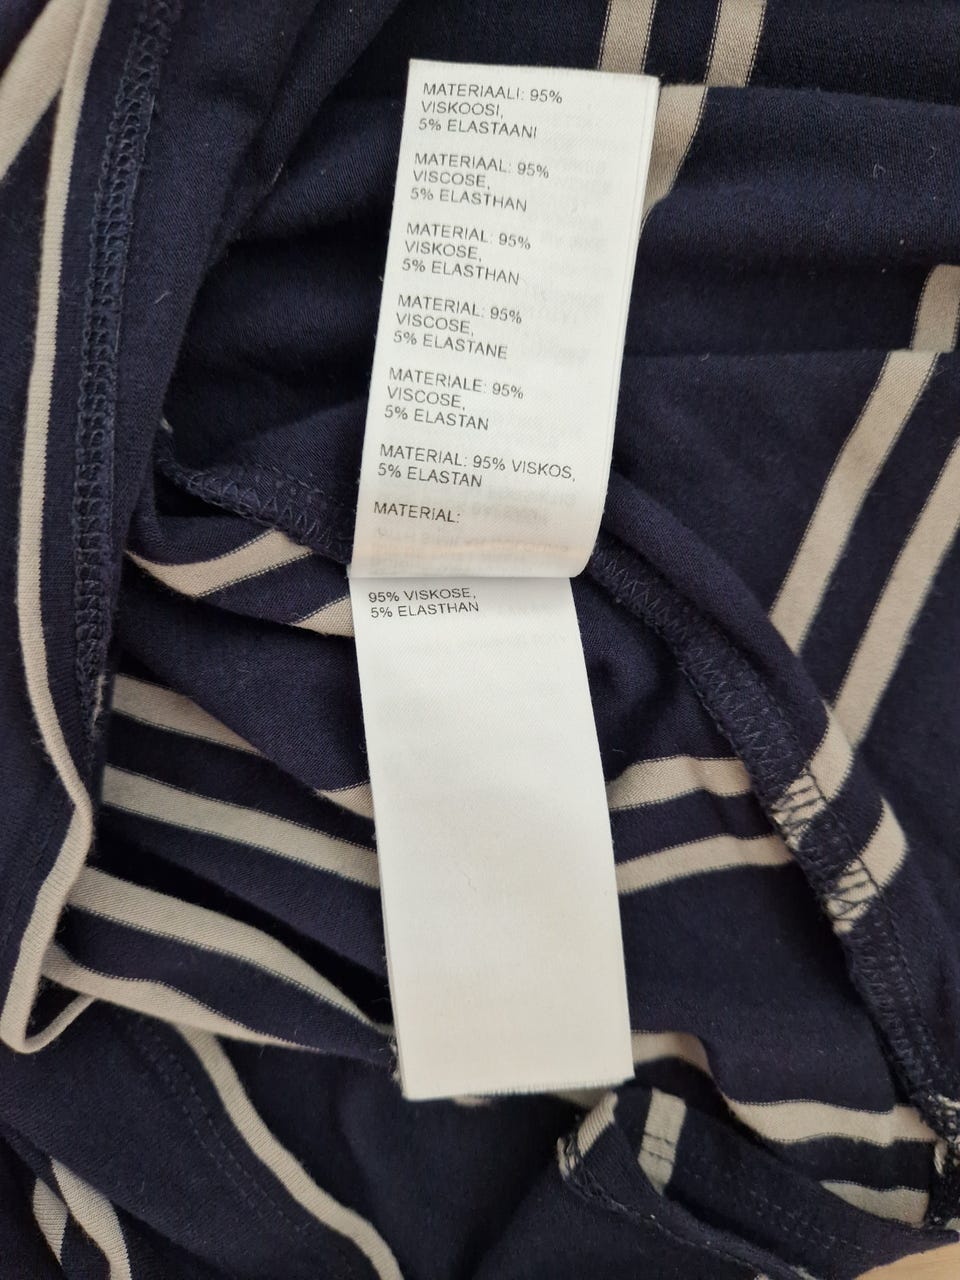 MATERIAALI: 95%
VISKOOSI,
5% ELASTAANI
MATERIAAL: 95%
VISCOSE,
5% ELASTHAN
MATERIAL: 95%
VISKOSE,
5% ELASTHAN
MATERIAL: 95%
VISCOSE,
5% ELASTANE
MATERIALE: 95%
VISCOSE,
5% ELASTAN
MATERIAL: 95% VISKOS,
5% ELASTAN
MATERIAL:
95% VISKOSE,
5% ELASTHAN